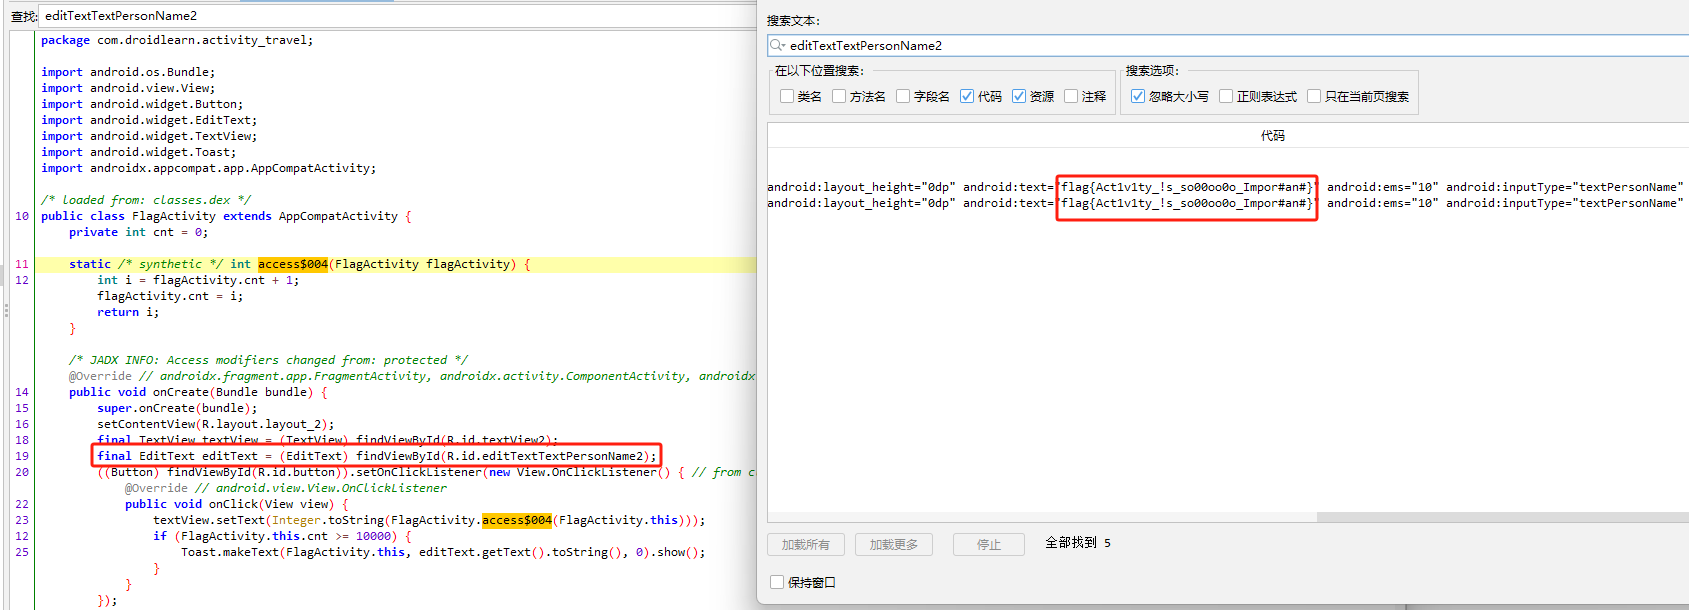 查找: editTextTextPersonName2
package com.droidlearn.activity_travel;
import android.os.Bundle;
import android.view.View;
import android.widget.Button;
import android.widget.EditText;
import android.widget.TextView;
import android.widget.Toast;
import androidx.appcompat.app.AppCompatActivity;
/* loaded from: classes.dex */
10 public class FlagActivity extends AppCompatActivity {
private int cnt = 0;
11 static /* synthetic */ int access$004(FlagActivity flagActivity) {
12 int i = flagActivity.cnt + 1;
flagActivity.cnt = i;
return i;
}
/* JADX INFO: Access modifiers changed from: protected */
@Override // androidx.fragment.app.FragmentActivity, androidx.activity.ComponentActivity, androidx
14 public void onCreate(Bundle bundle) {
15 super.onCreate(bundle);
16 setContentView(R.layout.layout_2);
18 final TextView textView = (TextView) findViewById(R.id.textView2);
19 final EditText editText = (EditText) findViewById(R.id.editTextTextPersonName2);
20 ((Button) findViewById(R.id.button)).setOnClickListener(new View.OnClickListener() { // from c
@Override // android.view.View.OnClickListener
22 public void onClick(View view) {
23 textView.setText(Integer.toString(FlagActivity.access$004(FlagActivity.this)));
12 if (FlagActivity.this.cnt >= 10000) {
25 Toast.makeText(FlagActivity.this, editText.getText().toString(), 0).show();
}
}
});
搜索文本:
editTextTextPersonName2
在以下位置搜索:
类名 方法名 字段名 代码 资源 注释
搜索选项:
忽略大小写 正则表达式 只在当前页搜索
代码
android:layout_height="0dp" android:text="flag{Act1v1ty_!s_so00oo0o_Impor#an#}" android:ems="10" android:inputType="textPersonName"
android:layout_height="0dp" android:text="flag{Act1v1ty_!s_so00oo0o_Impor#an#}" android:ems="10" android:inputType="textPersonName"
加载所有 加载更多 停止 全部找到 5
保持窗口